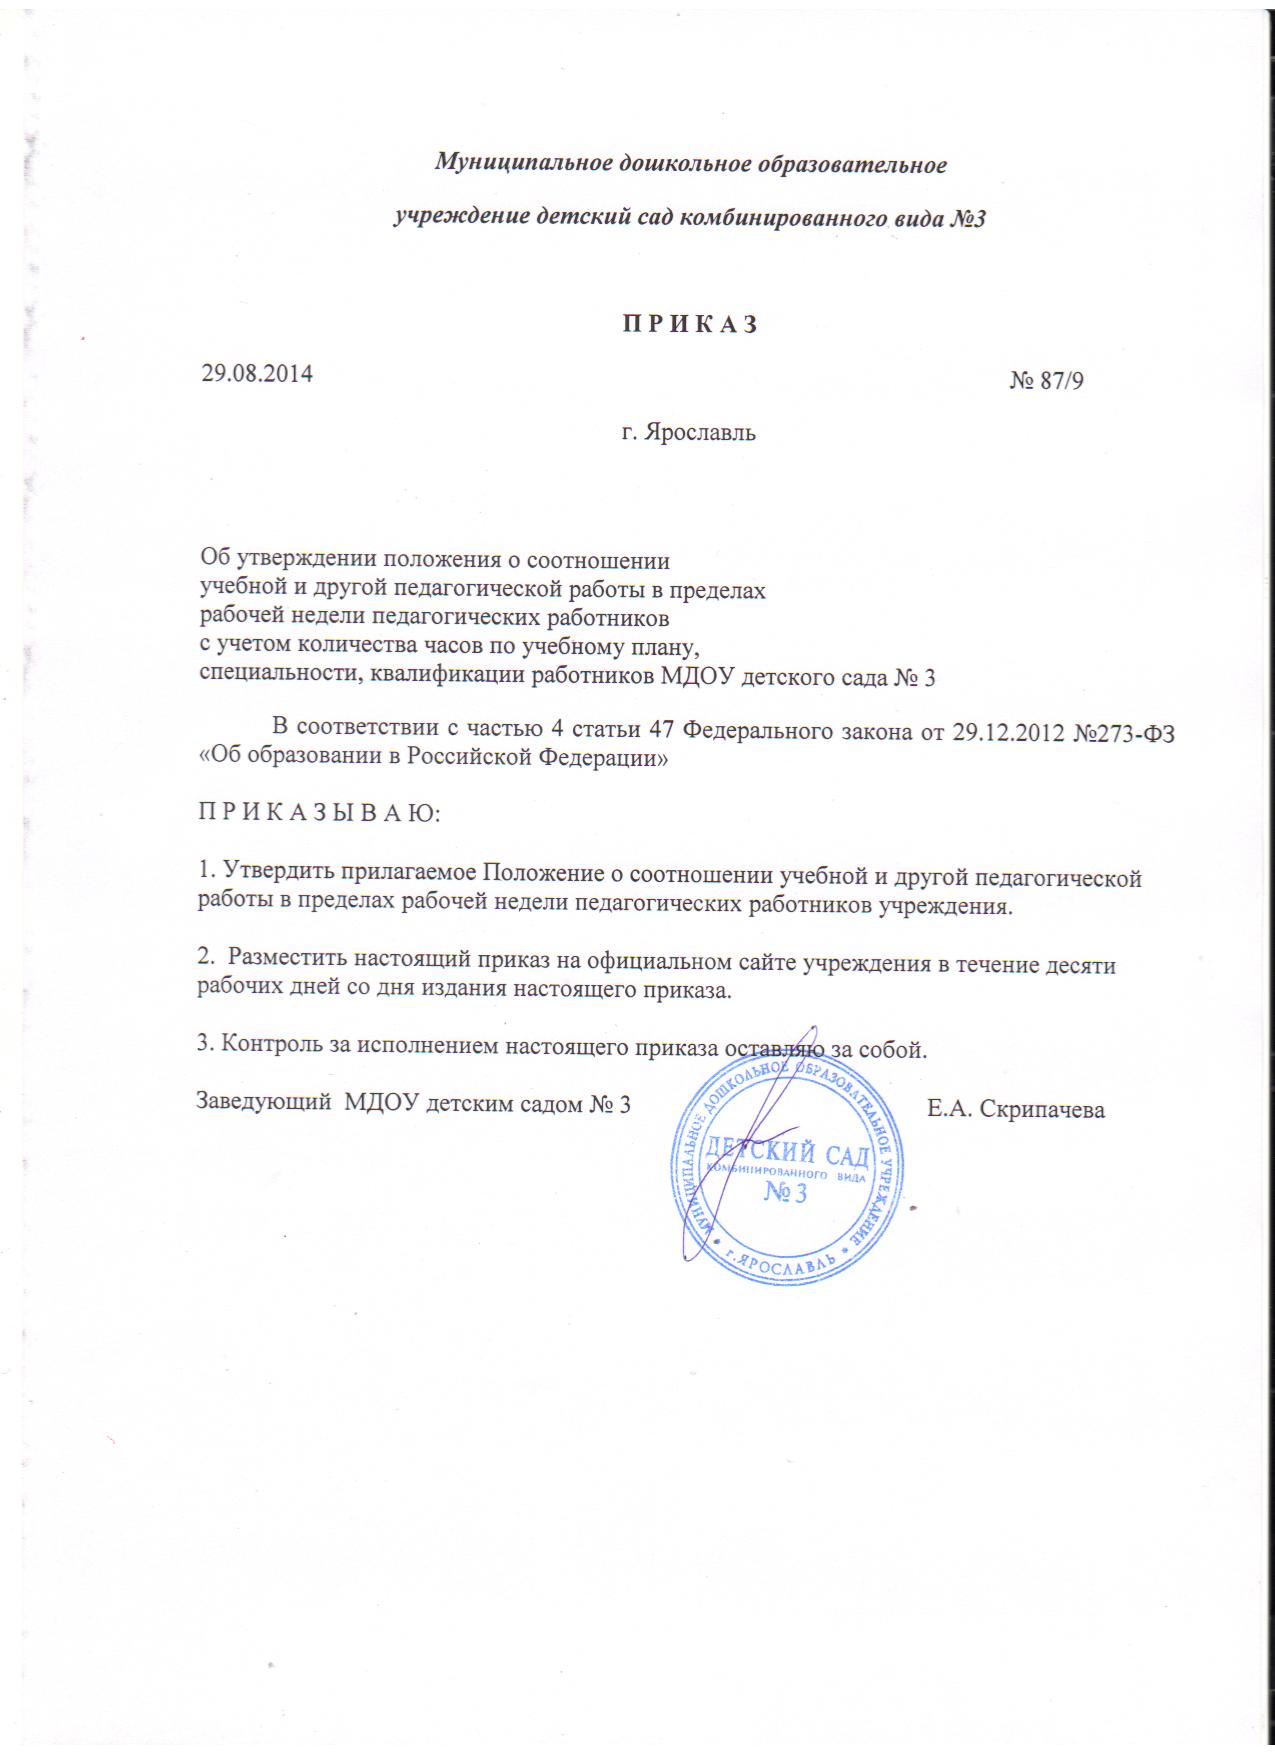 Муниципальное дошкольное образовательное
учреждение детский сад комбинированного вида №3
П Р И К А З
29.08.2014
№ 87/9
г. Ярославль
Об утверждении положения о соотношении
учебной и другой педагогической работы в пределах
рабочей недели педагогических работников
с учетом количества часов по учебному плану,
специальности, квалификации работников МДОУ детского сада № 3
В соответствии с частью 4 статьи 47 Федерального закона от 29.12.2012 №273-ФЗ
«Об образовании в Российской Федерации»
П Р И К А З Ы В А Ю:
1. Утвердить прилагаемое Положение о соотношении учебной и другой педагогической
работы в пределах рабочей недели педагогических работников учреждения.
2. Разместить настоящий приказ на официальном сайте учреждения в течение десяти
рабочих дней со дня издания настоящего приказа.
3. Контроль за исполнением настоящего приказа оставляю за собой.
Заведующий МДОУ детским садом № 3
Е.А. Скрипачева
МУНИЦИПАЛЬНОЕ ДОШКОЛЬНОЕ ОБРАЗОВАТЕЛЬНОЕ УЧРЕЖДЕНИЕ
ДЕТСКИЙ САД
КОМБИНИРОВАННОГО ВИДА
№3
* г.ЯРОСЛАВЛЬ *